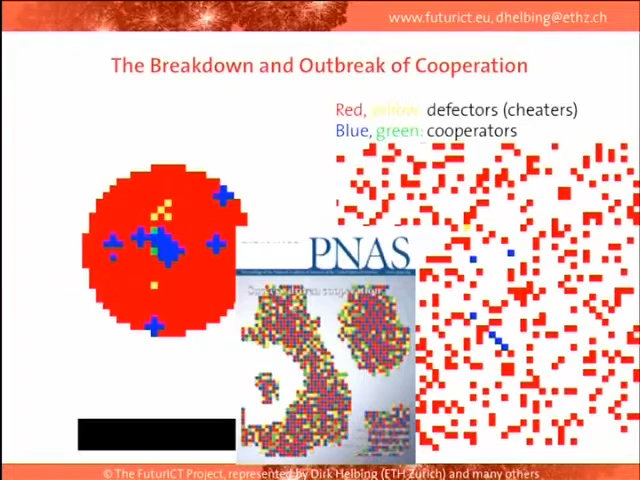 www.futurict.eu, dhelbing@ethz.ch
The Breakdown and Outbreak of Cooperation
Red, yellow: defectors (cheaters)
Blue, green: cooperators
PNAS
© The FuturICT Project, represented by Dirk Helbing (ETH Zurich) and many others